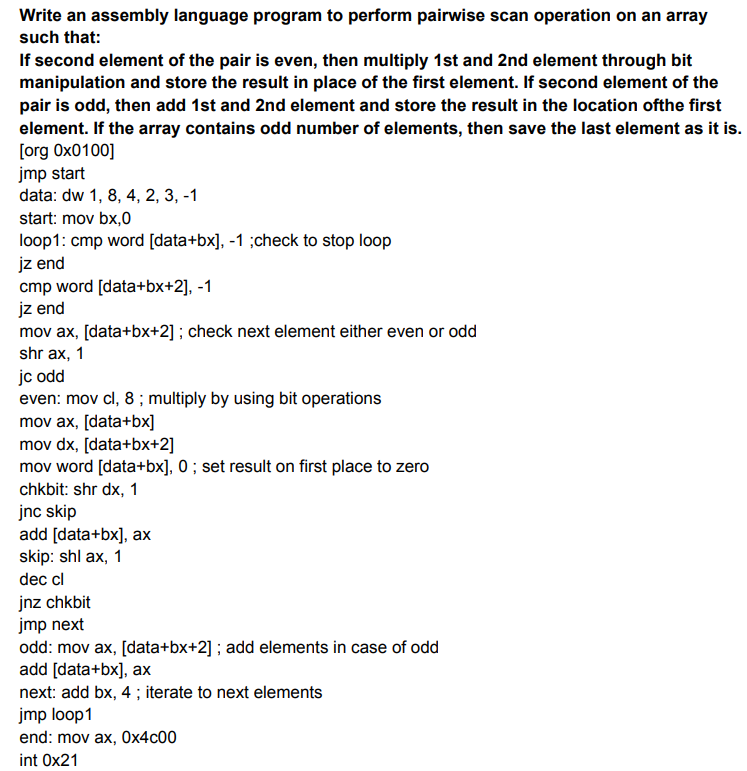 Write an assembly language program to perform pairwise scan operation on an array
such that:
If second element of the pair is even, then multiply 1st and 2nd element through bit
manipulation and store the result in place of the first element. If second element of the
pair is odd, then add 1st and 2nd element and store the result in the location ofthe first
element. If the array contains odd number of elements, then save the last element as it is.
[org 0x0100]
jmp start
data: dw 1, 8, 4, 2, 3, -1
start: mov bx,0
loop1: cmp word [data+bx], -1 ;check to stop loop
jz end
cmp word [data+bx+2], -1
jz end
mov ax, [data+bx+2] ; check next element either even or odd
shr ax, 1
jc odd
even: mov cl, 8 ; multiply by using bit operations
mov ax, [data+bx]
mov dx, [data+bx+2]
mov word [data+bx], 0 ; set result on first place to zero
chkbit: shr dx, 1
jnc skip
add [data+bx], ax
skip: shl ax, 1
dec cl
jnz chkbit
jmp next
odd: mov ax, [data+bx+2] ; add elements in case of odd
add [data+bx], ax
next: add bx, 4 ; iterate to next elements
jmp loop1
end: mov ax, 0x4c00
int 0x21